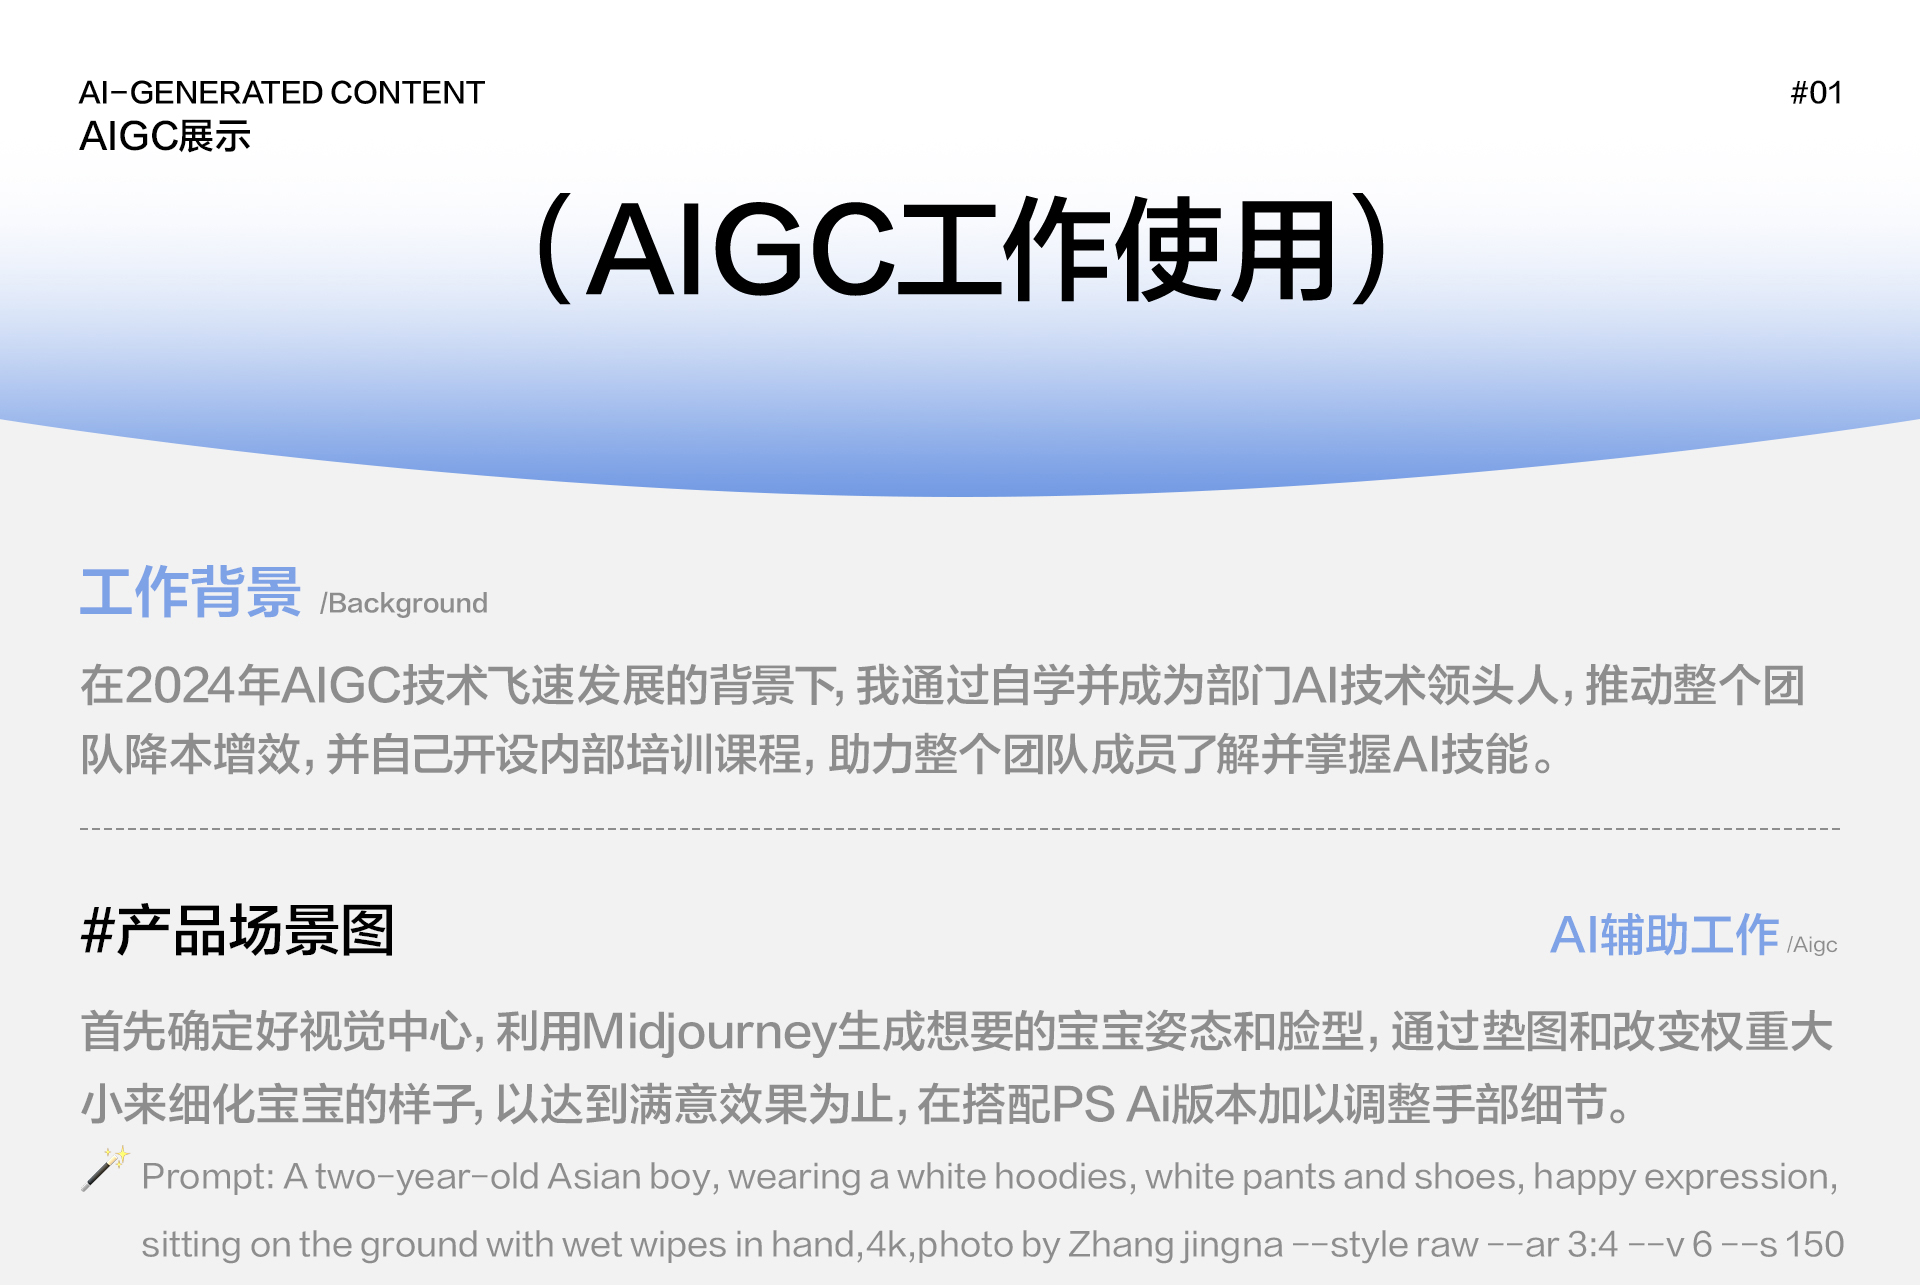 AI-GENERATED CONTENT
#01
AIGC展示
（AIGC工作使用）
工作背景 /Background
在2024年AIGC技术飞速发展的背景下，我通过自学并成为部门AI技术领头人，推动整个团
队降本增效，并自己开设内部培训课程，助力整个团队成员了解并掌握AI技能。
#产品场景图
AI辅助工作 /Aigc
首先确定好视觉中心，利用Midjourney生成想要的宝宝姿态和脸型，通过垫图和改变权重大
小来细化宝宝的样子，以达到满意效果为止，在搭配PS Ai版本加以调整手部细节。
Prompt: A two-year-old Asian boy, wearing a white hoodies, white pants and shoes, happy expression,
sitting on the ground with wet wipes in hand,4k,photo by Zhang jingna --style raw --ar 3:4 --v 6 --s 150